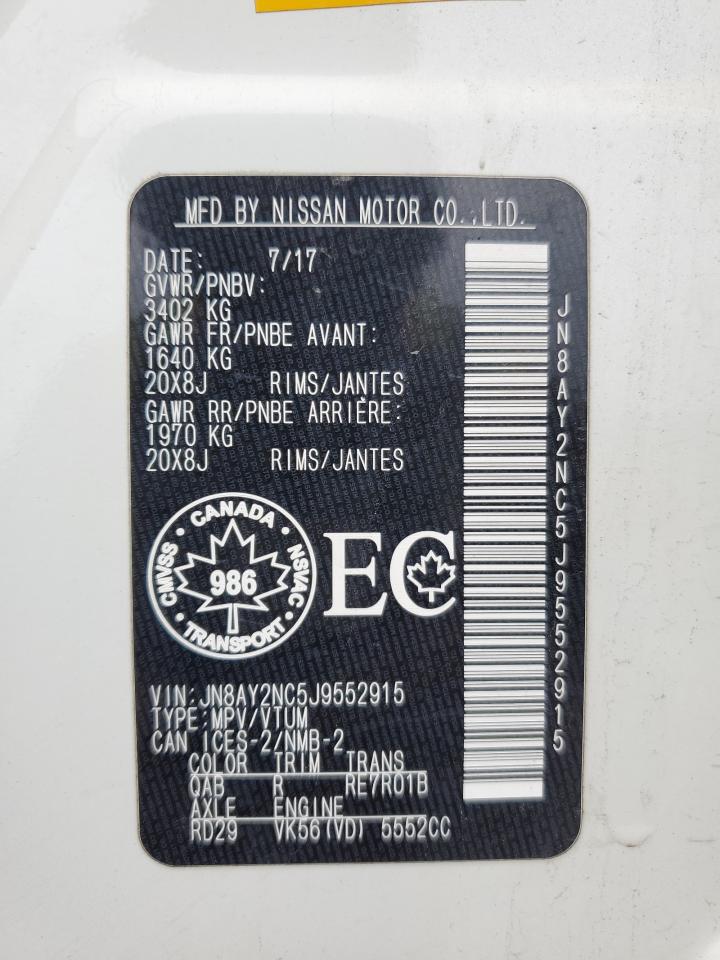 MFD BY NISSAN MOTOR CO.,LTD.
DATE: 7/17
GVWR/PNBV:
3402 KG
GAWR FR/PNBE AVANT:
1640 KG
20X8J RIMS/JANTES
GAWR RR/PNBE ARRIÈRE:
1970 KG
20X8J RIMS/JANTES
JN8AY2NC5J9552915
CANADA
CMVSS 986 NSVAC
TRANSPORT
EC
VIN:JN8AY2NC5J9552915
TYPE:MPV/VTUM
CAN ICES-2/NMB-2
COLOR TRIM TRANS
QAB R RE7R01B
AXLE ENGINE
RD29 VK56(VD) 5552CC